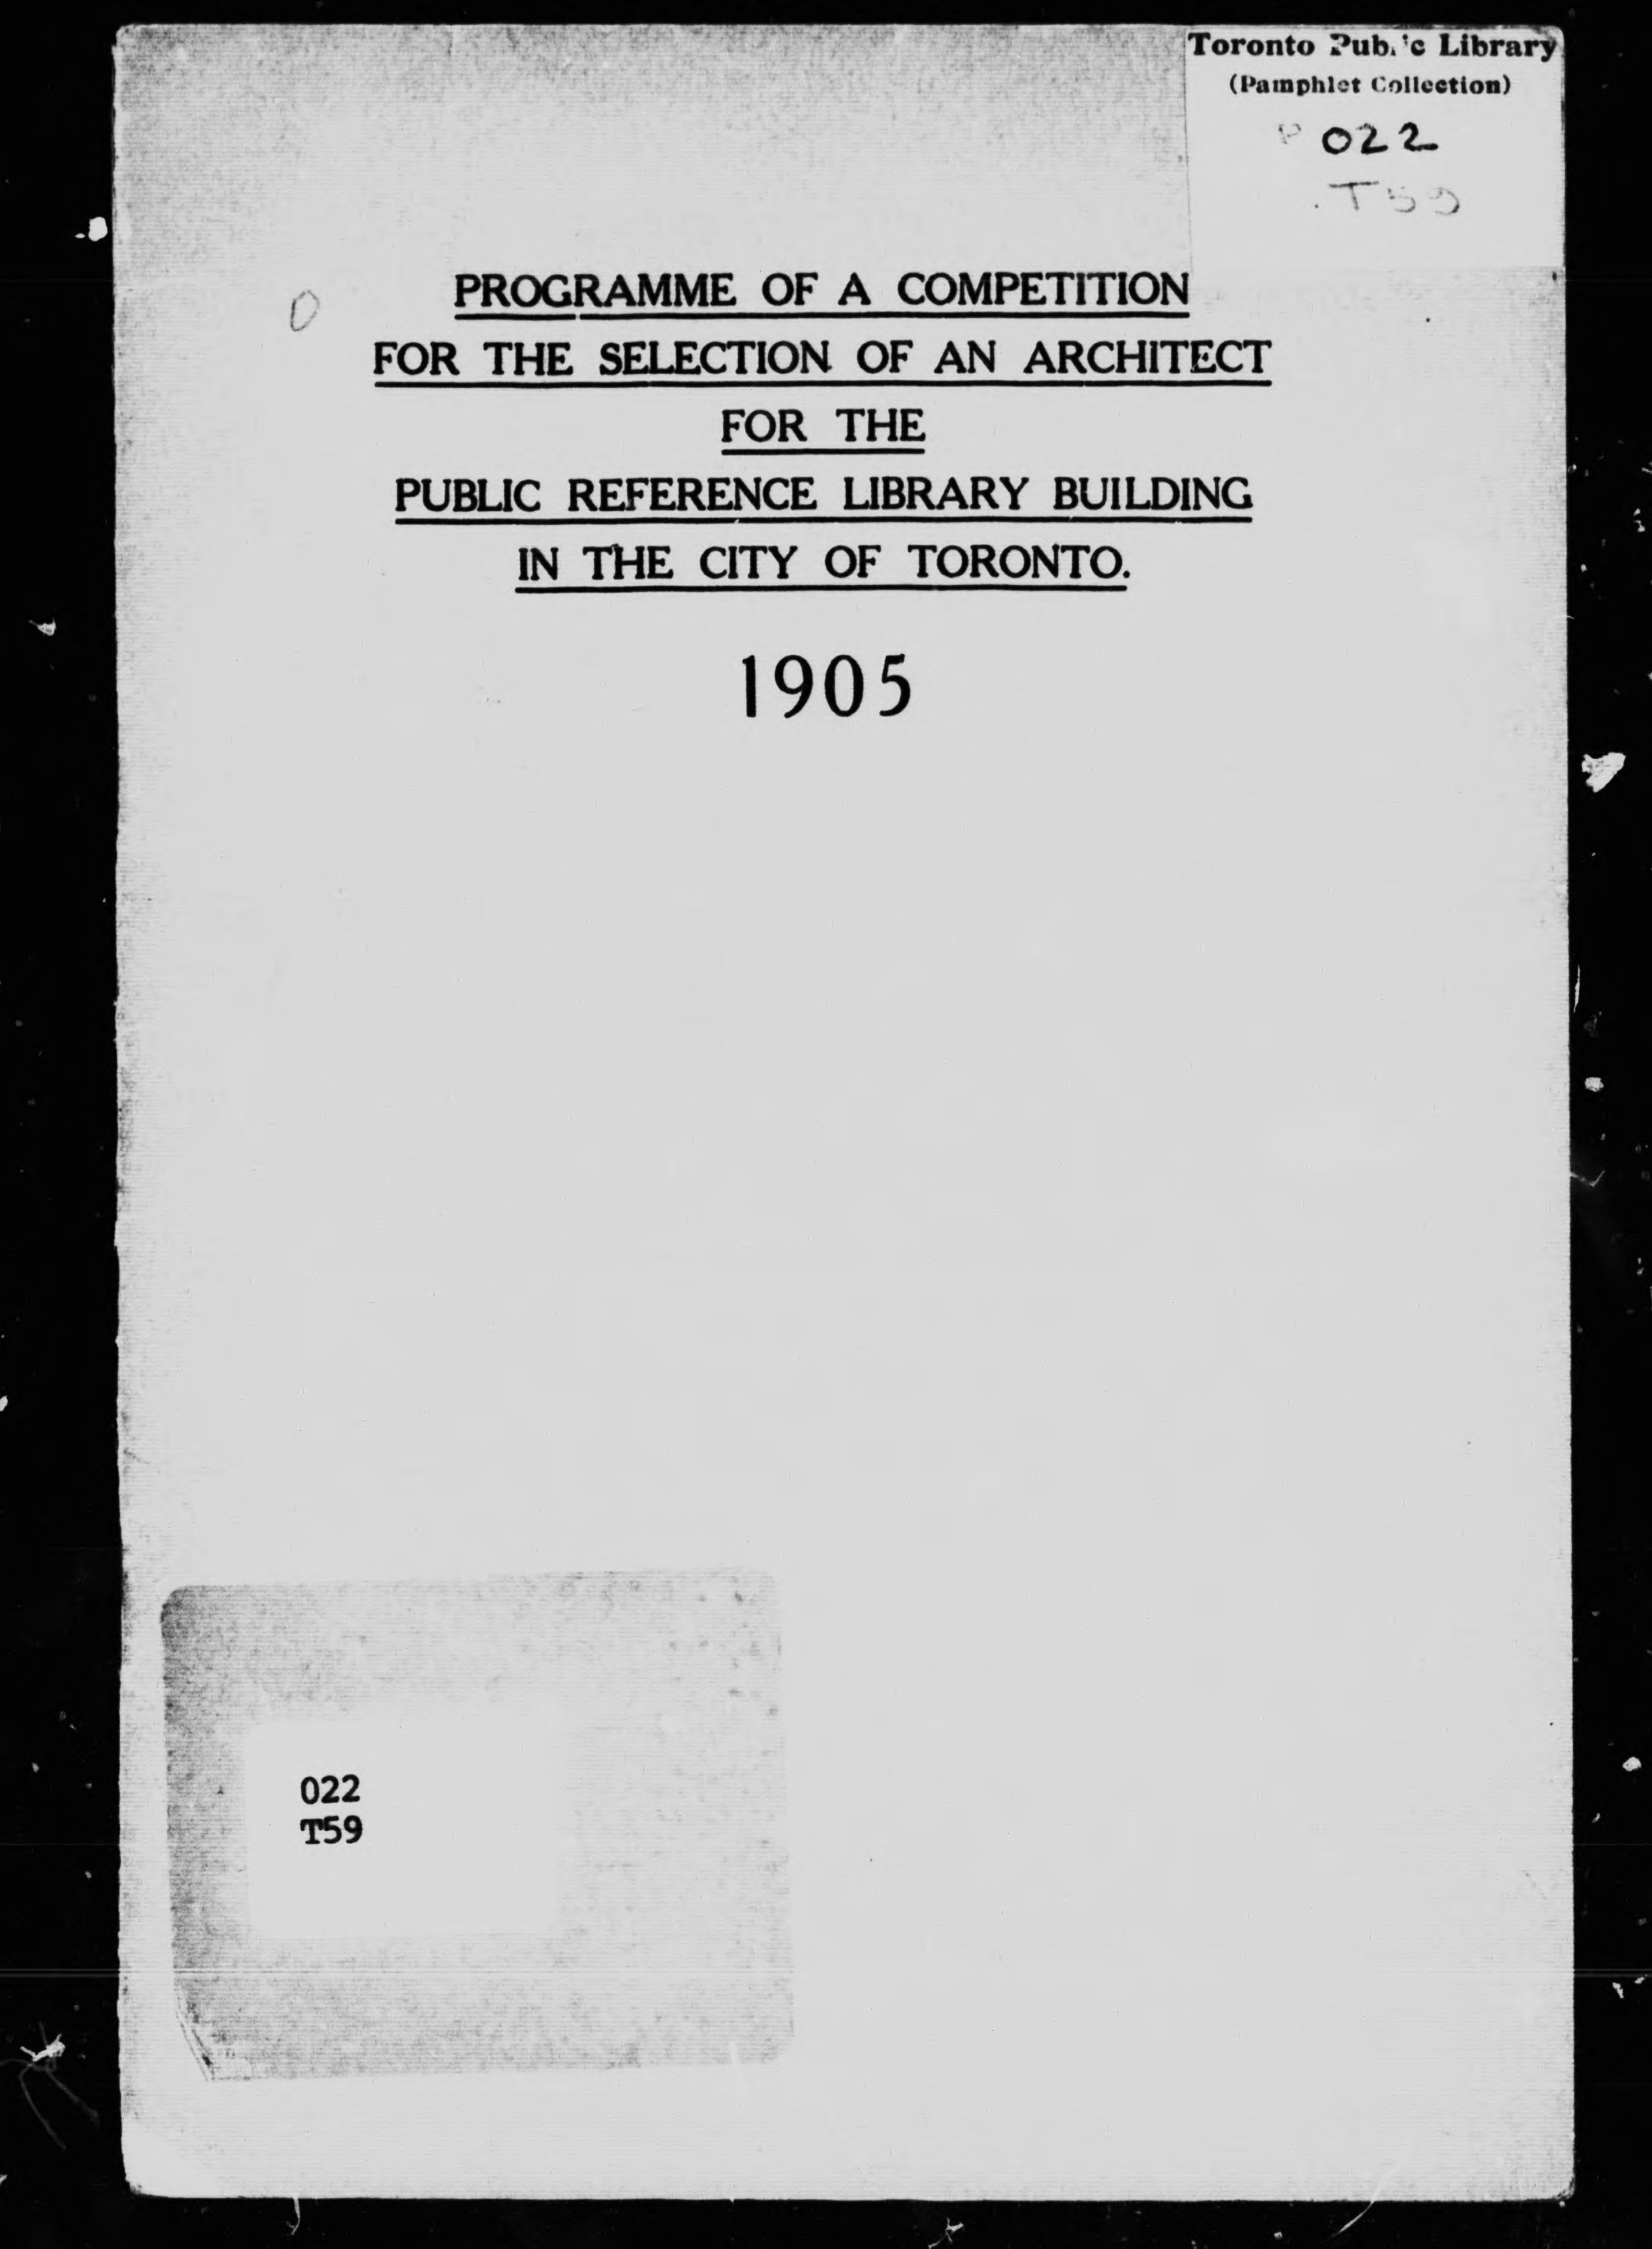 Toronto Public Library
(Pamphlet Collection)
P 022
.T59
PROGRAMME OF A COMPETITION
FOR THE SELECTION OF AN ARCHITECT
FOR THE
PUBLIC REFERENCE LIBRARY BUILDING
IN THE CITY OF TORONTO.
1905
022
T59